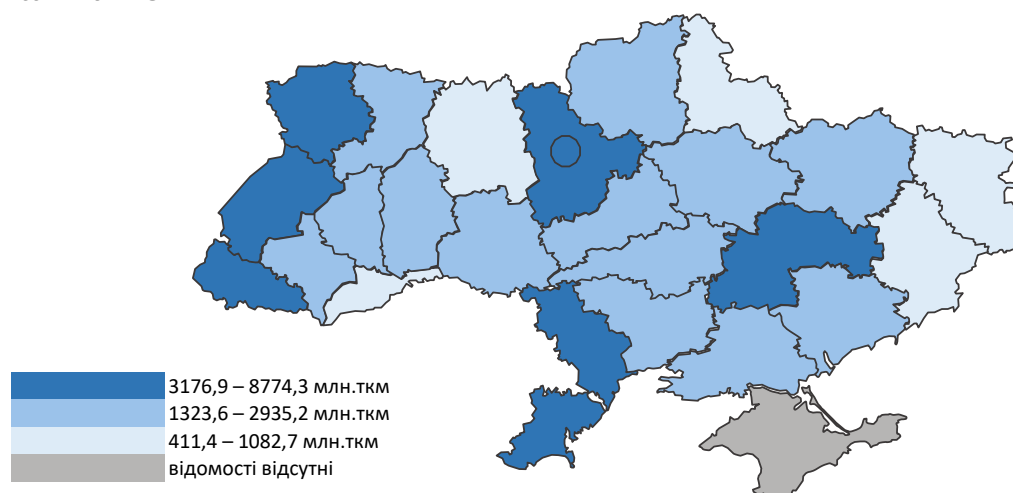 3176,9 – 8774,3 млн.ткм
1323,6 – 2935,2 млн.ткм
411,4 – 1082,7 млн.ткм
відомості відсутні